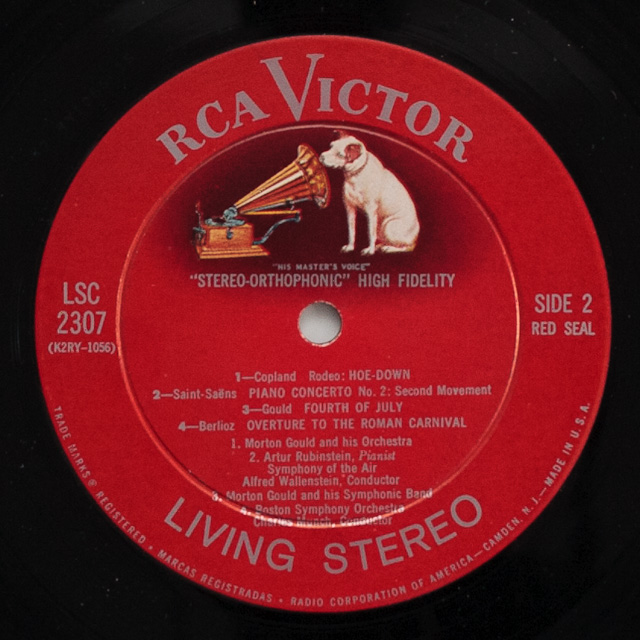 RCA VICTOR
"HIS MASTER'S VOICE"
"STEREO-ORTHOPHONIC" HIGH FIDELITY
LSC
2307
(K2RY-1056)
SIDE 2
RED SEAL
1—Copland Rodeo: HOE-DOWN
2—Saint-Saëns PIANO CONCERTO No. 2: Second Movement
3—Gould FOURTH OF JULY
4—Berlioz OVERTURE TO THE ROMAN CARNIVAL
1. Morton Gould and his Orchestra
2. Artur Rubinstein, Pianist
Symphony of the Air
Alfred Wallenstein, Conductor
3. Morton Gould and his Symphonic Band
4. Boston Symphony Orchestra
Charles Munch, Conductor
LIVING STEREO
TRADE MARKS ® REGISTERED • MARCAS REGISTRADAS • RADIO CORPORATION OF AMERICA—CAMDEN, N. J.—MADE IN U. S. A.